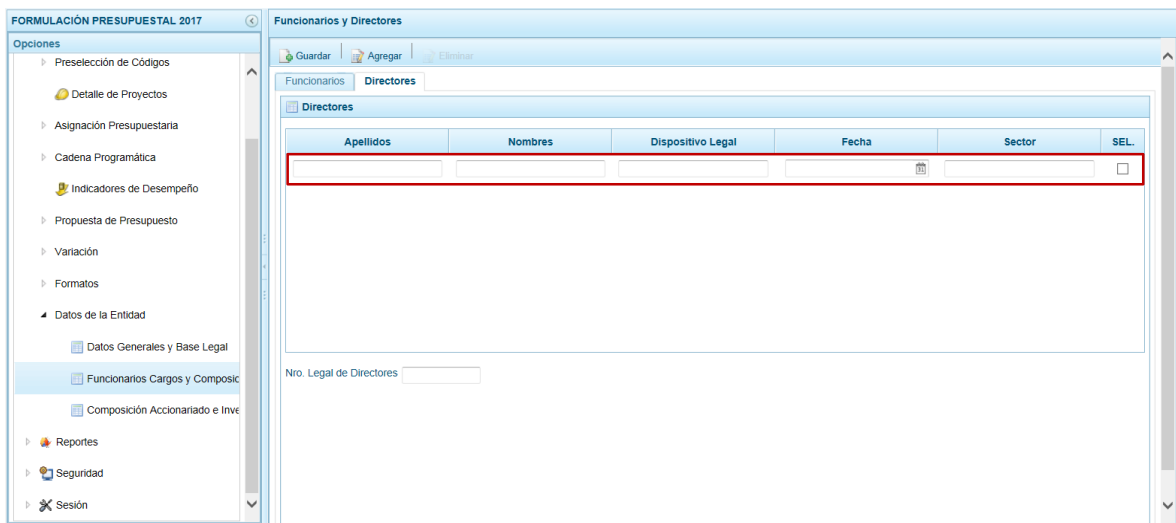 FORMULACIÓN PRESUPUESTAL 2017
Opciones
Preselección de Códigos
Detalle de Proyectos
Asignación Presupuestaria
Cadena Programática
Indicadores de Desempeño
Propuesta de Presupuesto
Variación
Formatos
Datos de la Entidad
Datos Generales y Base Legal
Funcionarios Cargos y Composic
Composición Accionariado e Inve
Reportes
Seguridad
Sesión
Funcionarios y Directores
Guardar Agregar Eliminar
Funcionarios Directores
Directores
Apellidos Nombres Dispositivo Legal Fecha Sector SEL.
Nro. Legal de Directores